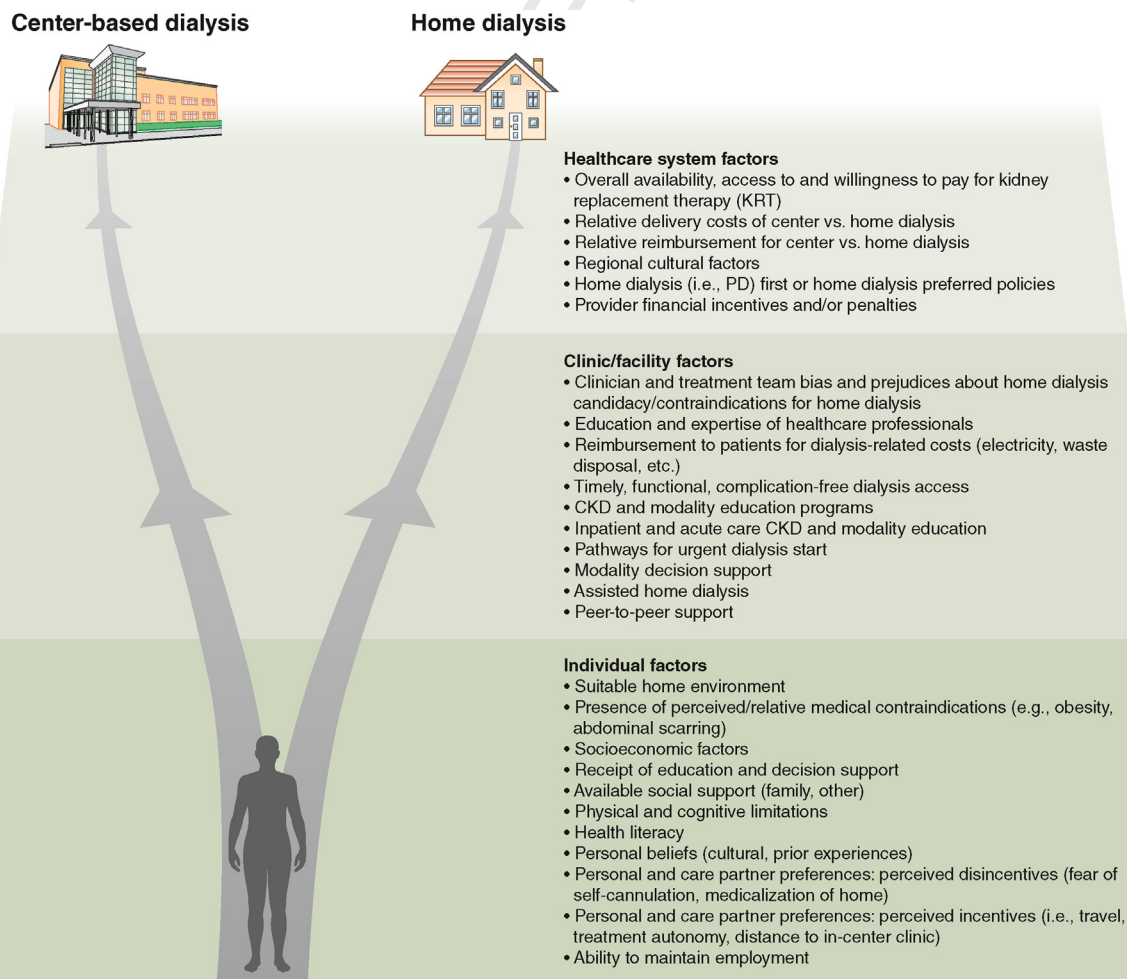 Center-based dialysis
Home dialysis
Healthcare system factors
• Overall availability, access to and willingness to pay for kidney
replacement therapy (KRT)
• Relative delivery costs of center vs. home dialysis
• Relative reimbursement for center vs. home dialysis
• Regional cultural factors
• Home dialysis (i.e., PD) first or home dialysis preferred policies
• Provider financial incentives and/or penalties
Clinic/facility factors
• Clinician and treatment team bias and prejudices about home dialysis
candidacy/contraindications for home dialysis
• Education and expertise of healthcare professionals
• Reimbursement to patients for dialysis-related costs (electricity, waste
disposal, etc.)
• Timely, functional, complication-free dialysis access
• CKD and modality education programs
• Inpatient and acute care CKD and modality education
• Pathways for urgent dialysis start
• Modality decision support
• Assisted home dialysis
• Peer-to-peer support
Individual factors
• Suitable home environment
• Presence of perceived/relative medical contraindications (e.g., obesity,
abdominal scarring)
• Socioeconomic factors
• Receipt of education and decision support
• Available social support (family, other)
• Physical and cognitive limitations
• Health literacy
• Personal beliefs (cultural, prior experiences)
• Personal and care partner preferences: perceived disincentives (fear of
self-cannulation, medicalization of home)
• Personal and care partner preferences: perceived incentives (i.e., travel,
treatment autonomy, distance to in-center clinic)
• Ability to maintain employment